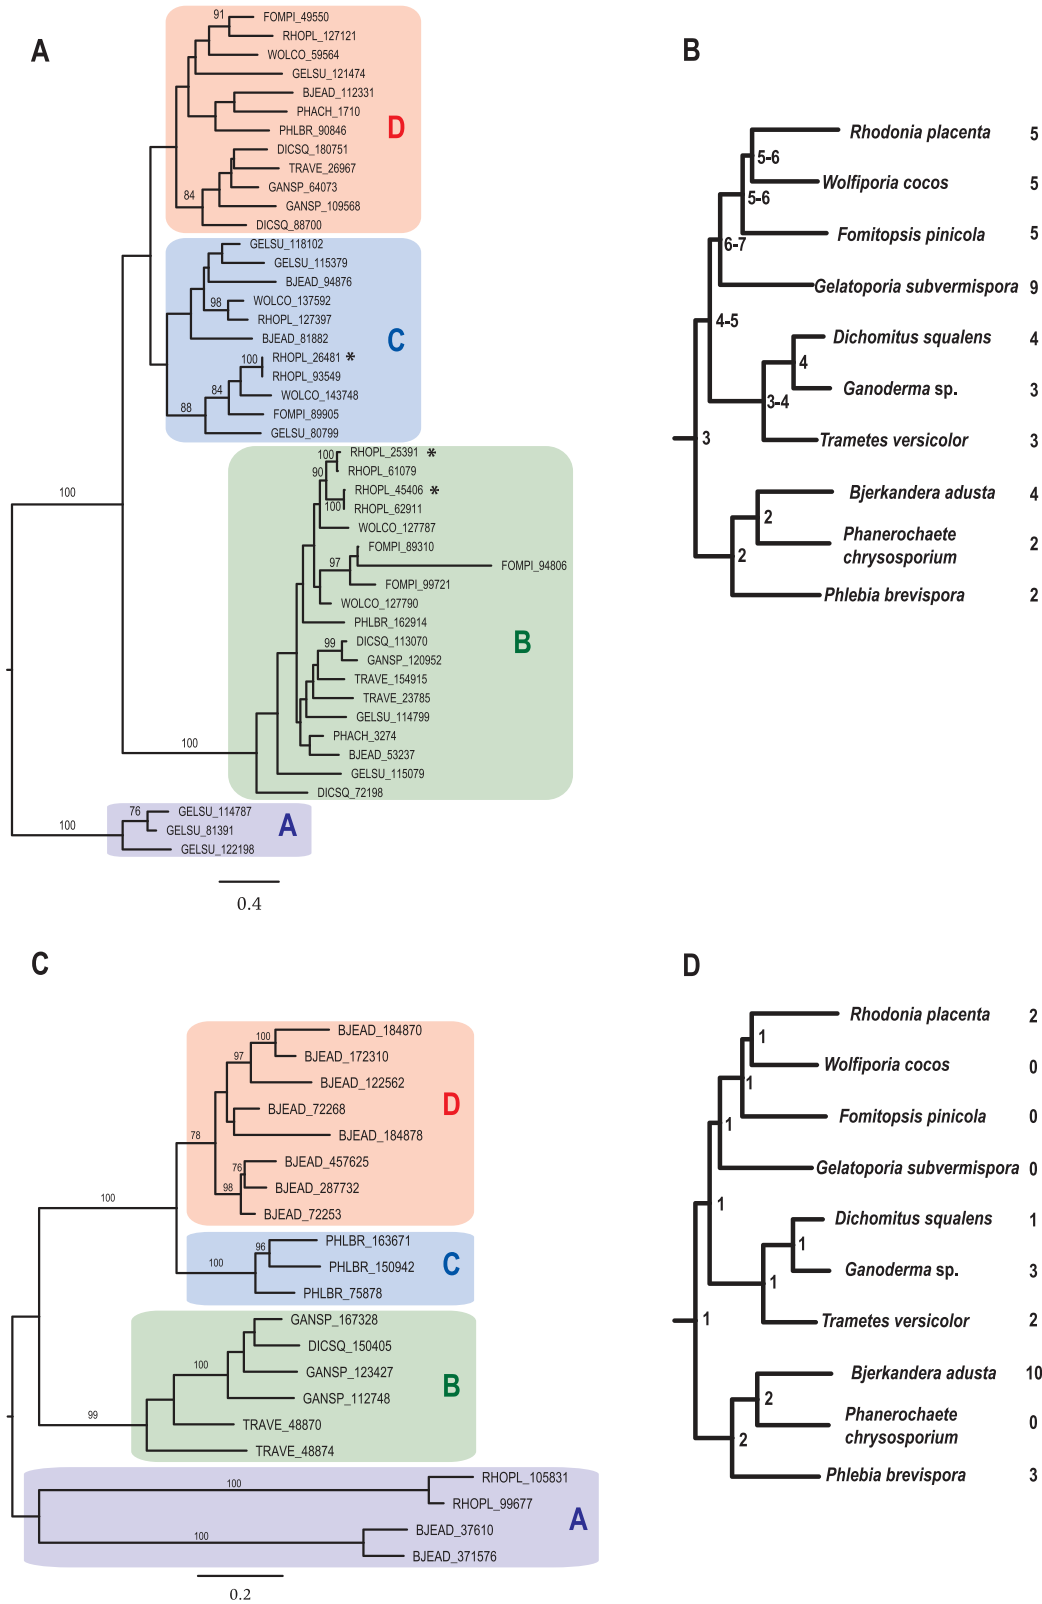 A
91
FOMPI_49550
RHOPL_127121
WOLCO_59564
GELSU_121474
BJEAD_112331
PHACH_1710
PHLBR_90846
D
DICSQ_180751
TRAVE_26967
GANSP_64073
84
GANSP_109568
DICSQ_88700
GELSU_118102
GELSU_115379
BJEAD_94876
WOLCO_137592
98
RHOPL_127397
BJEAD_81882
C
RHOPL_26481 *
100
RHOPL_93549
84
WOLCO_143748
88
FOMPI_89905
GELSU_80799
RHOPL_25391 *
100
RHOPL_61079
90
RHOPL_45406 *
100
RHOPL_62911
WOLCO_127787
FOMPI_89310
97
FOMPI_94806
FOMPI_99721
WOLCO_127790
PHLBR_162914
B
DICSQ_113070
99
GANSP_120952
TRAVE_154915
TRAVE_23785
GELSU_114799
PHACH_3274
BJEAD_53237
GELSU_115079
DICSQ_72198
100
100
GELSU_114787
76
GELSU_81391
A
GELSU_122198
100
0.4
B
Rhodonia placenta 5
5-6
Wolfiporia cocos 5
5-6
Fomitopsis pinicola 5
6-7
Gelatoporia subvermispora 9
4-5
Dichomitus squalens 4
4
Ganoderma sp. 3
3-4
Trametes versicolor 3
3
Bjerkandera adusta 4
2
Phanerochaete
chrysosporium 2
2
Phlebia brevispora 2
C
BJEAD_184870
100
BJEAD_172310
97
BJEAD_122562
D
BJEAD_72268
BJEAD_184878
78
BJEAD_457625
76
BJEAD_287732
98
BJEAD_72253
100
PHLBR_163671
96
PHLBR_150942
C
100
PHLBR_75878
GANSP_167328
DICSQ_150405
100
GANSP_123427
B
GANSP_112748
TRAVE_48870
99
TRAVE_48874
RHOPL_105831
100
RHOPL_99677
A
BJEAD_37610
100
BJEAD_371576
0.2
D
Rhodonia placenta 2
1
Wolfiporia cocos 0
1
Fomitopsis pinicola 0
1
Gelatoporia subvermispora 0
1
Dichomitus squalens 1
1
Ganoderma sp. 3
1
Trametes versicolor 2
1
Bjerkandera adusta 10
2
Phanerochaete
chrysosporium 0
2
Phlebia brevispora 3